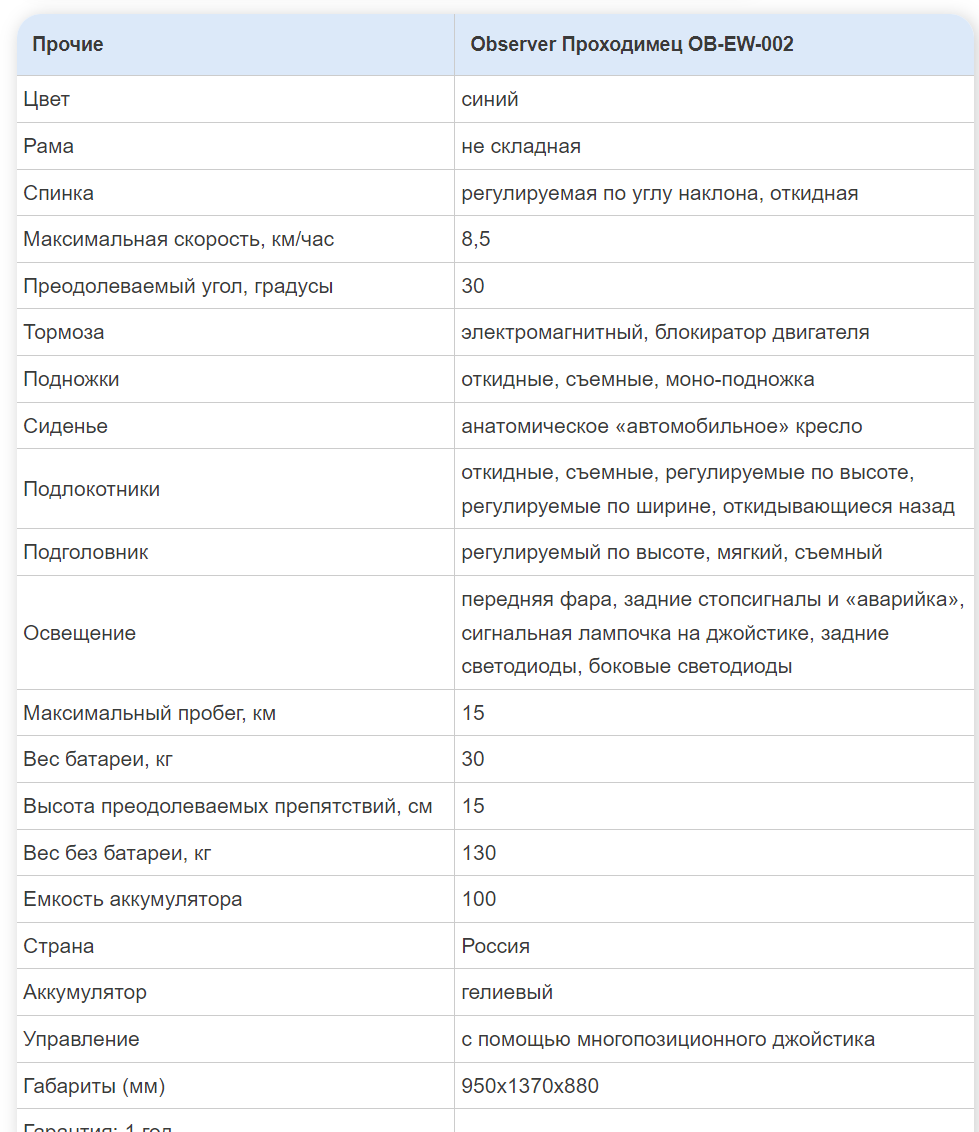 Прочие Observer Проходимец OB-EW-002
Цвет синий
Рама не складная
Спинка регулируемая по углу наклона, откидная
Максимальная скорость, км/час 8,5
Преодолеваемый угол, градусы 30
Тормоза электромагнитный, блокиратор двигателя
Подножки откидные, съемные, моно-подножка
Сиденье анатомическое «автомобильное» кресло
Подлокотники откидные, съемные, регулируемые по высоте,
регулируемые по ширине, откидывающиеся назад
Подголовник регулируемый по высоте, мягкий, съемный
Освещение передняя фара, задние стопсигналы и «аварийка»,
сигнальная лампочка на джойстике, задние
светодиоды, боковые светодиоды
Максимальный пробег, км 15
Вес батареи, кг 30
Высота преодолеваемых препятствий, см 15
Вес без батареи, кг 130
Емкость аккумулятора 100
Страна Россия
Аккумулятор гелиевый
Управление с помощью многопозиционного джойстика
Габариты (мм) 950x1370x880
Гарантия: 1 год